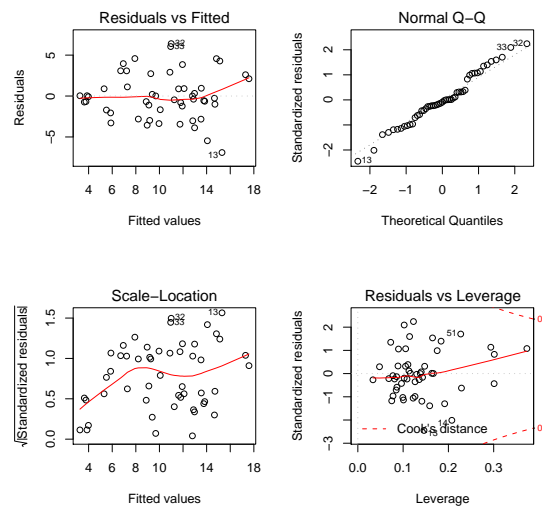 Residuals vs Fitted
Residuals
5
0
−5
32
33
13
4 6 8 10 12 14 18
Fitted values
Normal Q−Q
Standardized residuals
2
1
0
−2
33
32
13
−2 −1 0 1 2
Theoretical Quantiles
Scale−Location
√|Standardized residuals|
1.5
1.0
0.5
0.0
32
33
13
4 6 8 10 12 14 18
Fitted values
Residuals vs Leverage
Standardized residuals
2
1
0
−1
−3
51
14
Cook's distance
0.0 0.1 0.2 0.3
Leverage